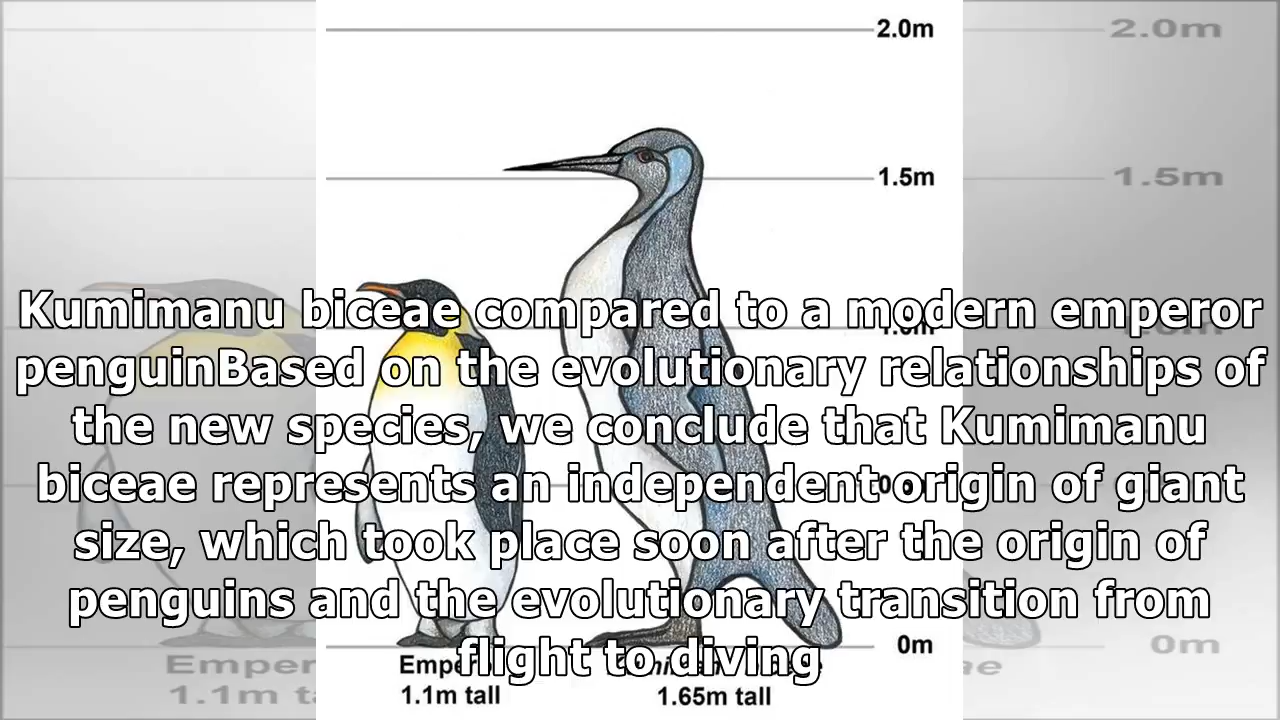 2.0m
2.0m
1.5m
1.5m
Kumimanu biceae compared to a modern emperor
penguinBased on the evolutionary relationships of
the new species, we conclude that Kumimanu
biceae represents an independent origin of giant
size, which took place soon after the origin of
penguins and the evolutionary transition from
flight to diving
0m
0m
1.1m tall
1.65m tall
1.1m